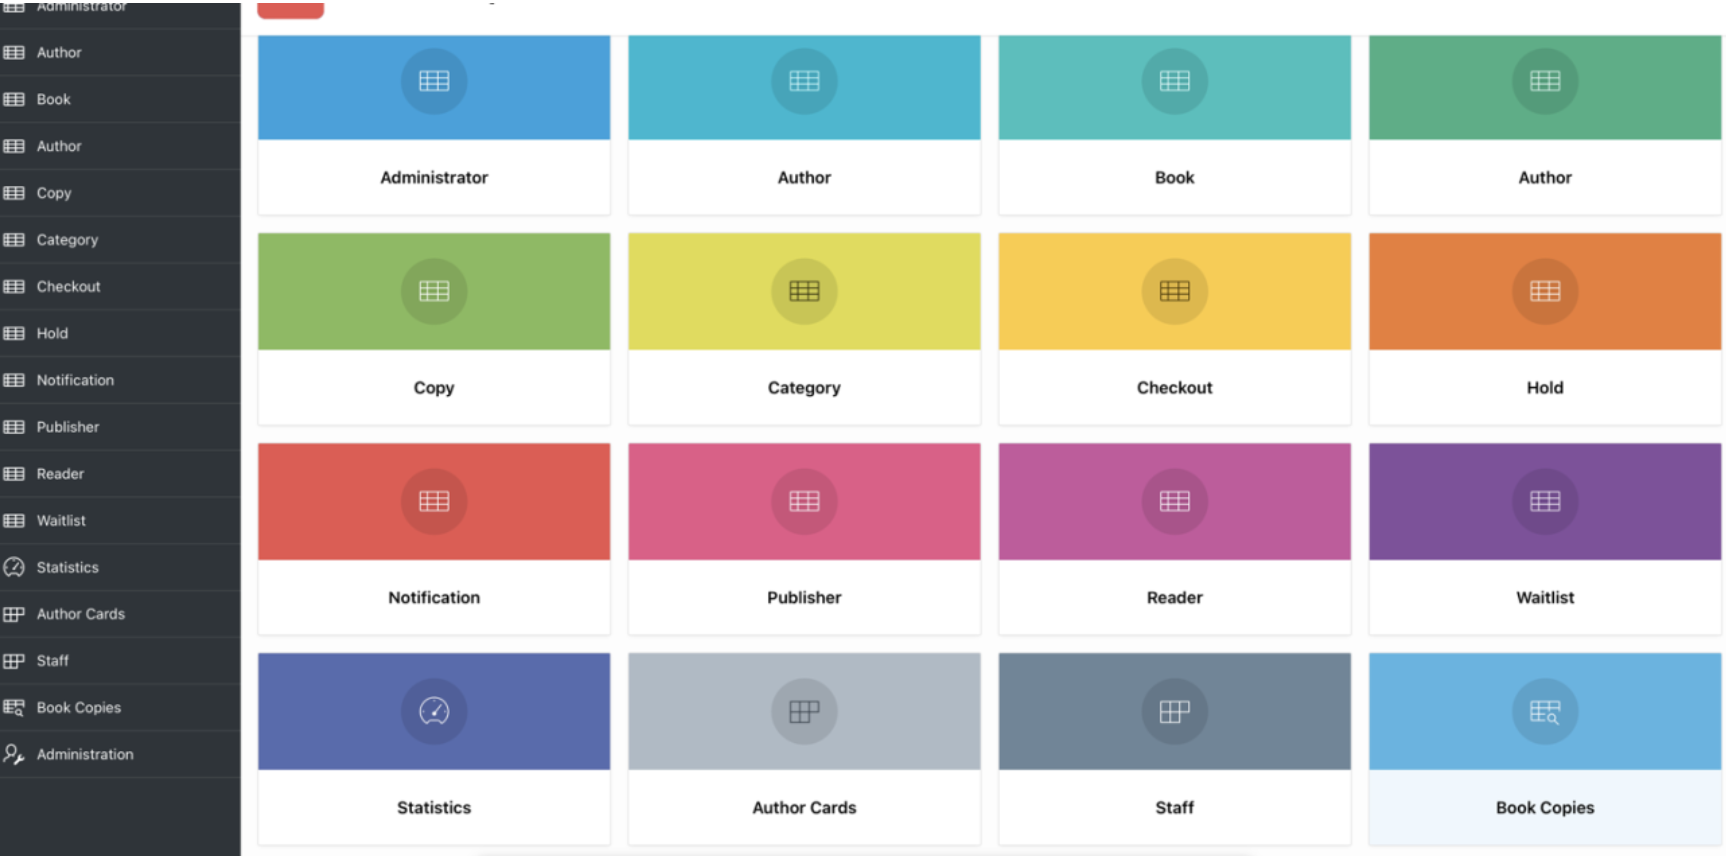 Administrator
Author
Book
Author
Copy
Category
Checkout
Hold
Notification
Publisher
Reader
Waitlist
Statistics
Author Cards
Staff
Book Copies
Administration
Administrator
Author
Book
Author
Copy
Category
Checkout
Hold
Notification
Publisher
Reader
Waitlist
Statistics
Author Cards
Staff
Book Copies